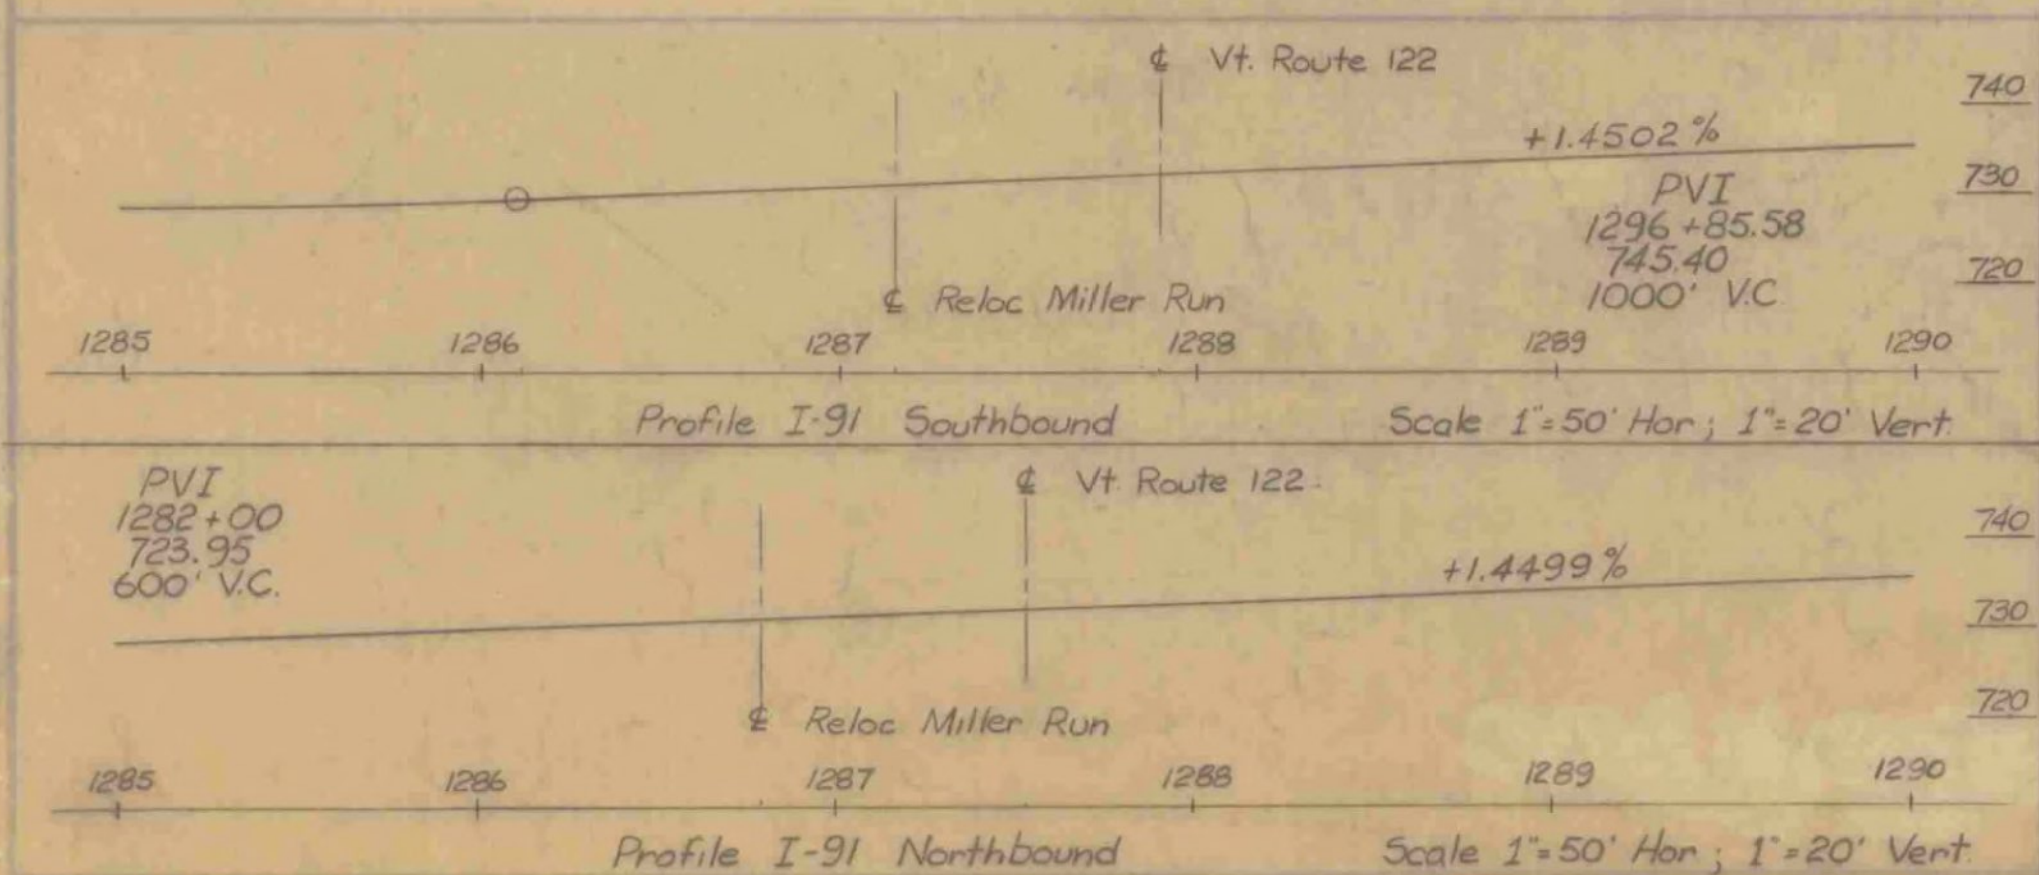 ℄ Vt. Route 122
740
+1.4502%
730
PVI
1296+85.58
745.40
1000' V.C.
720
℄ Reloc Miller Run
1285 1286 1287 1288 1289 1290
Profile I-91 Southbound Scale 1"=50' Hor; 1"=20' Vert.
PVI
1282+00
723.95
600' V.C.
℄ Vt. Route 122
740
+1.4499%
730
720
℄ Reloc Miller Run
1285 1286 1287 1288 1289 1290
Profile I-91 Northbound Scale 1"=50' Hor; 1"=20' Vert.